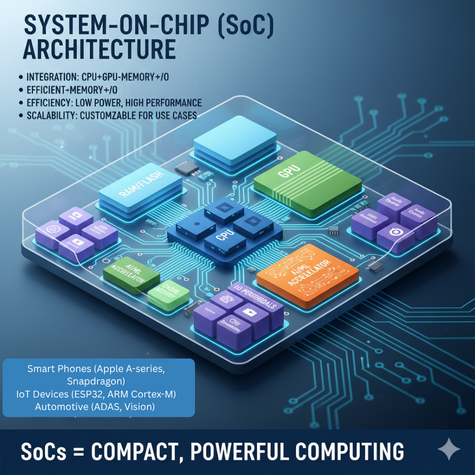 SYSTEM-ON-CHIP (SoC)
ARCHITECTURE
• INTEGRATION: CPU+GPU-MEMORY+/O
• EFFICIENT-MEMORY+/O
• EFFICIENCY: LOW POWER, HIGH PERFORMANCE
• SCALABILITY: CUSTOMZABLE FOR USE CASES
GPU
RAM/FLASH
CPU
AI/ML
ACCELERATOR
Smart Phones (Apple A-series,
Snapdragon)
IoT Devices (ESP32, ARM Cortex-M)
Automotive (ADAS, Vision)
SoCs = COMPACT, POWERFUL COMPUTING